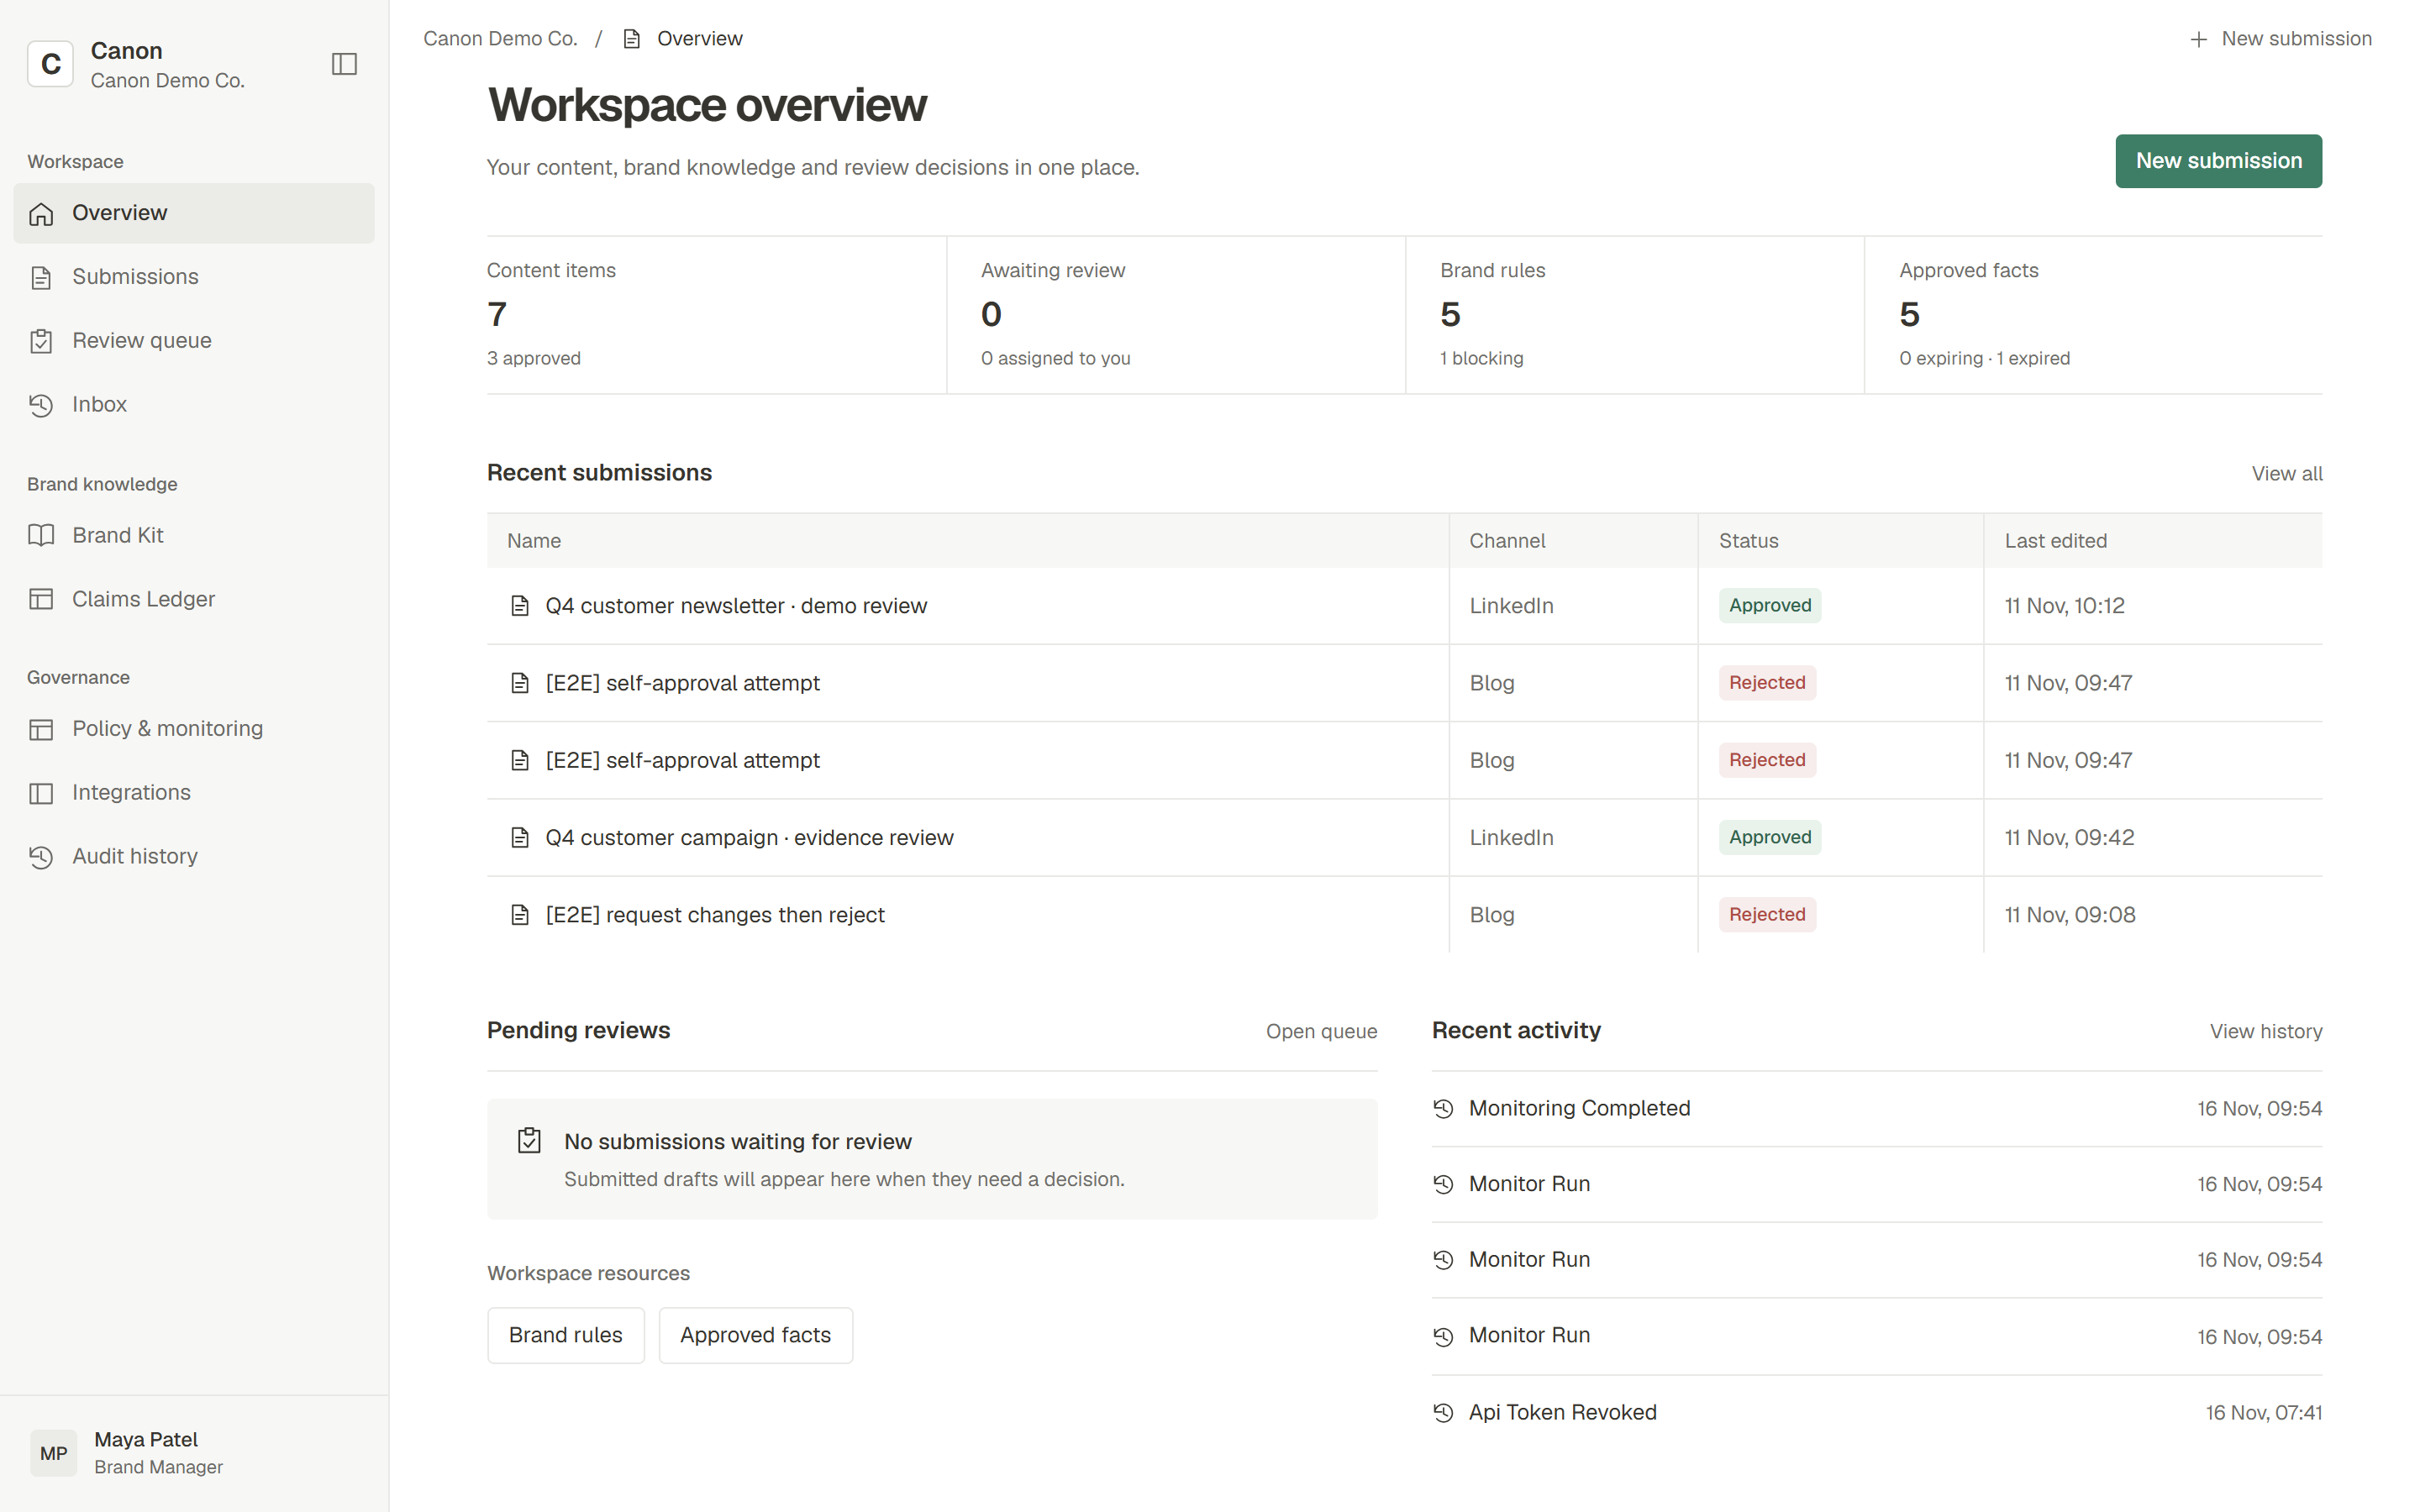 C
Canon
Canon Demo Co.
Workspace
Overview
Submissions
Review queue
Inbox
Brand knowledge
Brand Kit
Claims Ledger
Governance
Policy & monitoring
Integrations
Audit history
MP
Maya Patel
Brand Manager
Canon Demo Co. / Overview
New submission
Workspace overview
Your content, brand knowledge and review decisions in one place.
New submission
Content items
7
3 approved
Awaiting review
0
0 assigned to you
Brand rules
5
1 blocking
Approved facts
5
0 expiring · 1 expired
Recent submissions
View all
Name Channel Status Last edited
Q4 customer newsletter · demo review LinkedIn Approved 11 Nov, 10:12
[E2E] self-approval attempt Blog Rejected 11 Nov, 09:47
[E2E] self-approval attempt Blog Rejected 11 Nov, 09:47
Q4 customer campaign · evidence review LinkedIn Approved 11 Nov, 09:42
[E2E] request changes then reject Blog Rejected 11 Nov, 09:08
Pending reviews
Open queue
No submissions waiting for review
Submitted drafts will appear here when they need a decision.
Workspace resources
Brand rules
Approved facts
Recent activity
View history
Monitoring Completed 16 Nov, 09:54
Monitor Run 16 Nov, 09:54
Monitor Run 16 Nov, 09:54
Monitor Run 16 Nov, 09:54
Api Token Revoked 16 Nov, 07:41